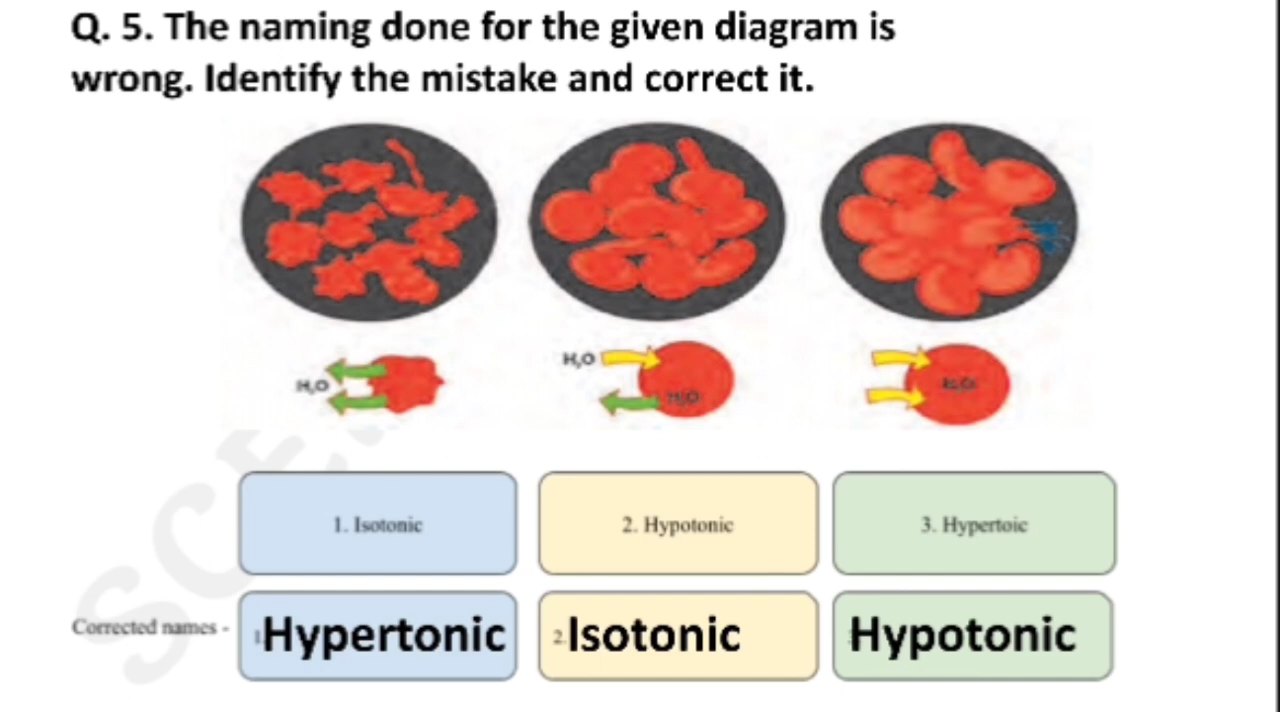 Q. 5. The naming done for the given diagram is
wrong. Identify the mistake and correct it.
H₂O
H₂O
H₂O
H₂O
1. Isotonic
2. Hypotonic
3. Hypertoic
Corrected names -
1. Hypertonic
2. Isotonic
Hypotonic